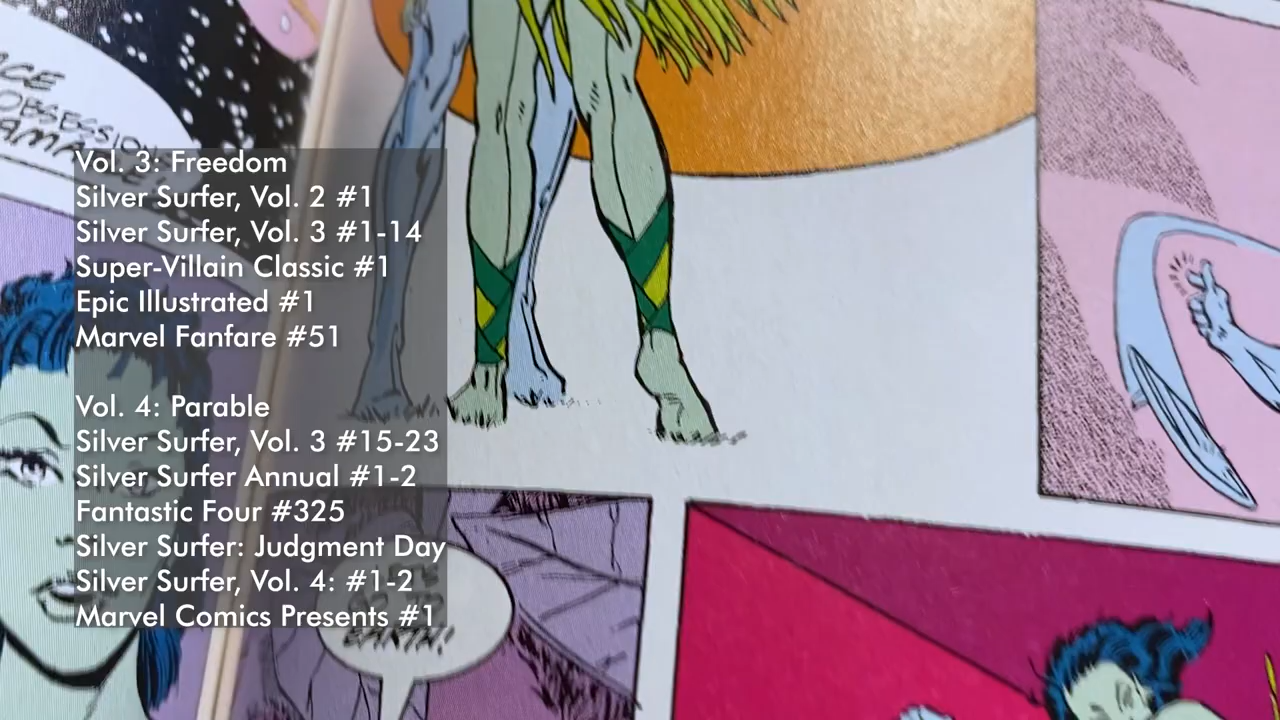 OBSESSION
Vol. 3: Freedom
Silver Surfer, Vol. 2 #1
Silver Surfer, Vol. 3 #1-14
Super-Villain Classic #1
Epic Illustrated #1
Marvel Fanfare #51
Vol. 4: Parable
Silver Surfer, Vol. 3 #15-23
Silver Surfer Annual #1-2
Fantastic Four #325
Silver Surfer: Judgment Day
Silver Surfer, Vol. 4: #1-2
Marvel Comics Presents #1
EARTH!